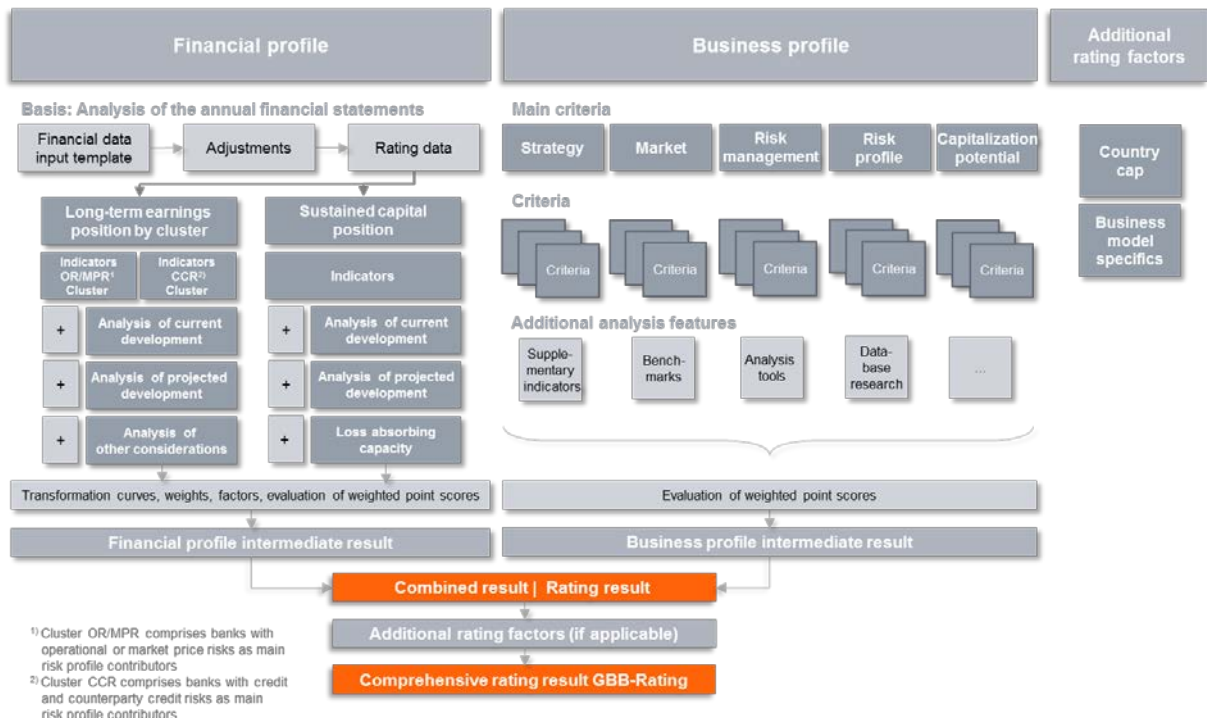 Financial profile
Business profile
Additional
rating factors
Basis: Analysis of the annual financial statements
Financial data
input template
Adjustments
Rating data
Long-term earnings
position by cluster
Sustained capital
position
Indicators
OR/MPR¹
Cluster
Indicators
CCR²⁾
Cluster
Indicators
+
Analysis of current
development
+
Analysis of current
development
+
Analysis of projected
development
+
Analysis of projected
development
+
Analysis of
other considerations
+
Loss absorbing
capacity
Main criteria
Strategy
Market
Risk
management
Risk
profile
Capitalization
potential
Criteria
Criteria
Criteria
Criteria
Criteria
Criteria
Additional analysis features
Supple-
mentary
indicators
Bench-
marks
Analysis
tools
Data-
base
research
...
Country
cap
Business
model
specifics
Transformation curves, weights, factors, evaluation of weighted point scores
Evaluation of weighted point scores
Financial profile intermediate result
Business profile intermediate result
Combined result | Rating result
Additional rating factors (if applicable)
Comprehensive rating result GBB-Rating
¹⁾ Cluster OR/MPR comprises banks with
operational or market price risks as main
risk profile contributors
²⁾ Cluster CCR comprises banks with credit
and counterparty credit risks as main
risk profile contributors